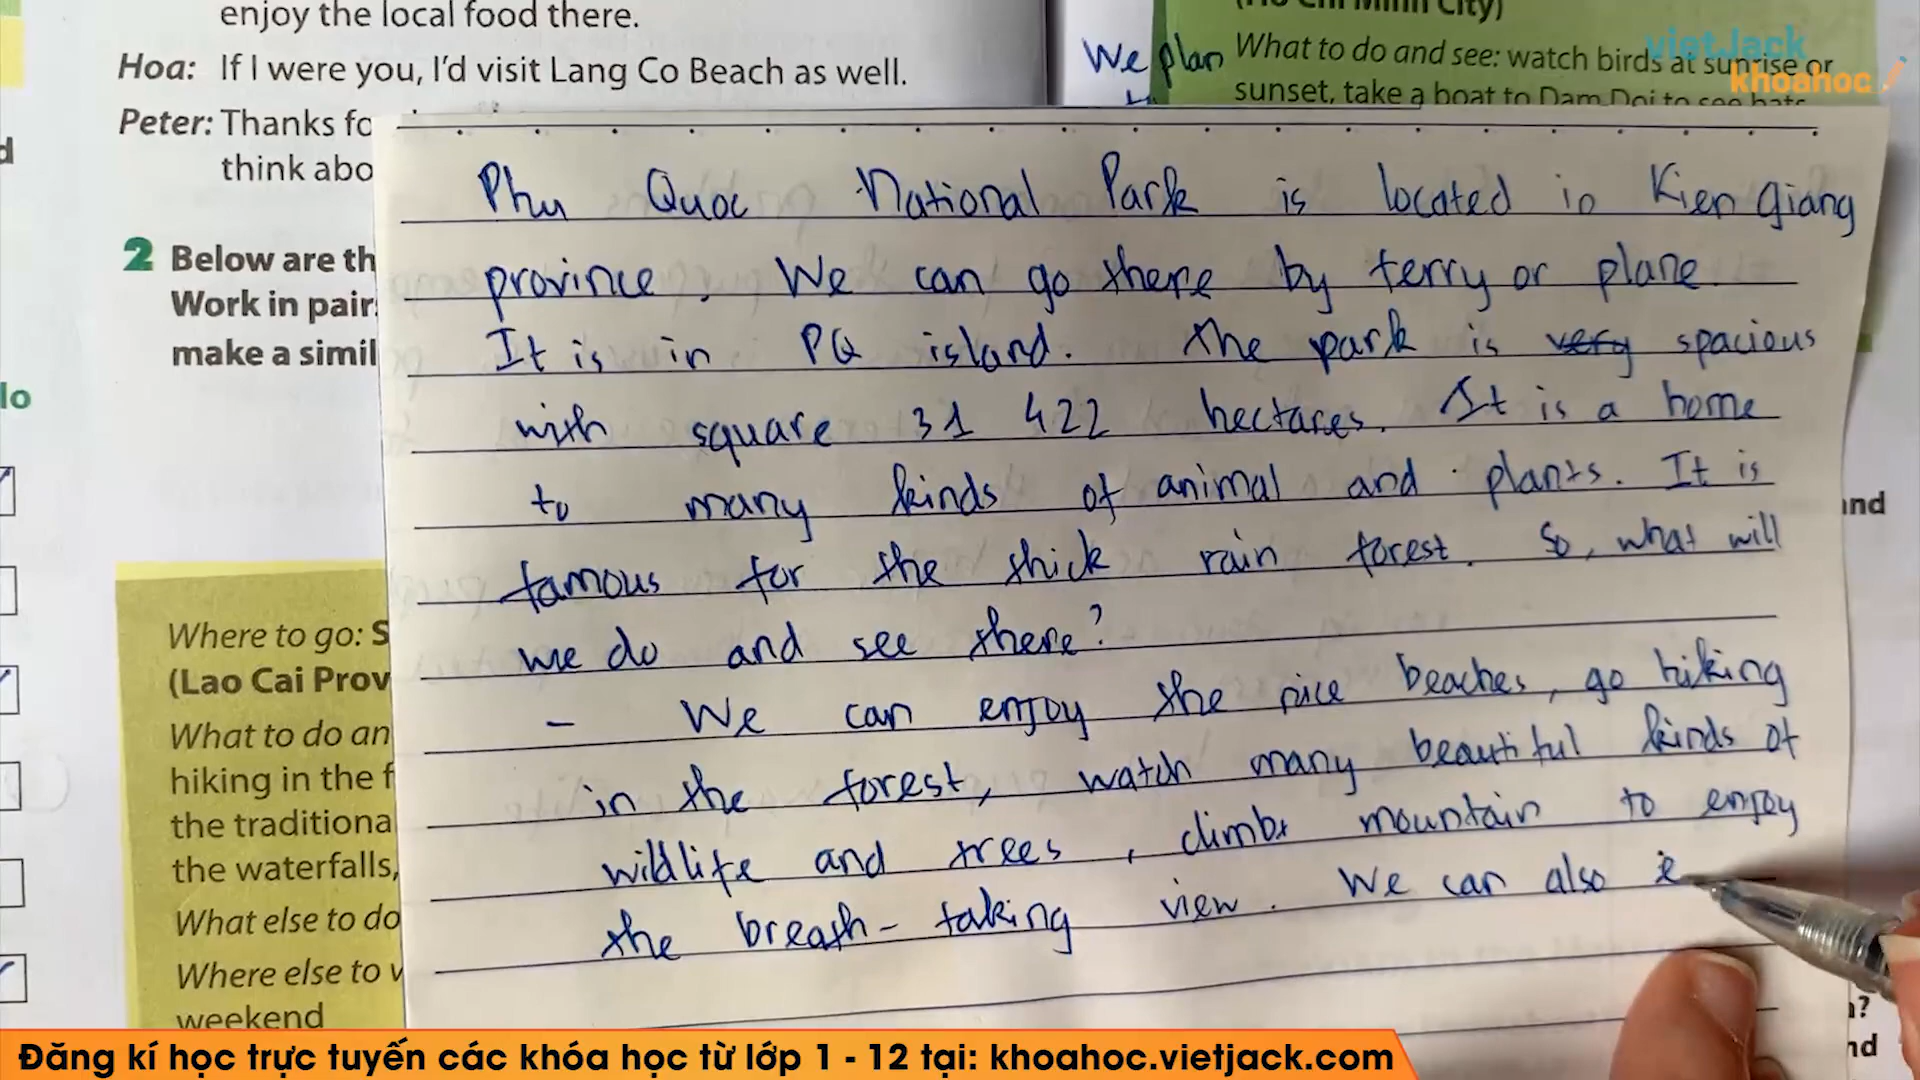 enjoy the local food there.
Hoa: If I were you, I'd visit Lang Co Beach as well.
Peter: Thanks fo
think abo
2 Below are th
Work in pair
make a simil
lo
Where to go: S
(Lao Cai Prov
What to do an
hiking in the f
the traditiona
the waterfalls,
What else to do
Where else to v
weekend
(Ho Chi Minh City)
We plan
What to do and see: watch birds at sunrise or
sunset, take a boat to Dam Doi to see bats
vietJack
khoahoc
Phu Quoc National Park is located in Kien Giang
province. We can go there by ferry or plane.
It is in PQ island. The park is very spacious
with square 31 422 hectares. It is a home
to many kinds of animal and plants. It is
famous for the thick rain forest. So, what will
we do and see there?
- We can enjoy the nice beaches, go hiking
in the forest, watch many beautiful kinds of
wildlife and trees, climb mountain to enjoy
the breath-taking view. We can also
and
?
nd
Đăng kí học trực tuyến các khóa học từ lớp 1 - 12 tại: khoahoc.vietjack.com